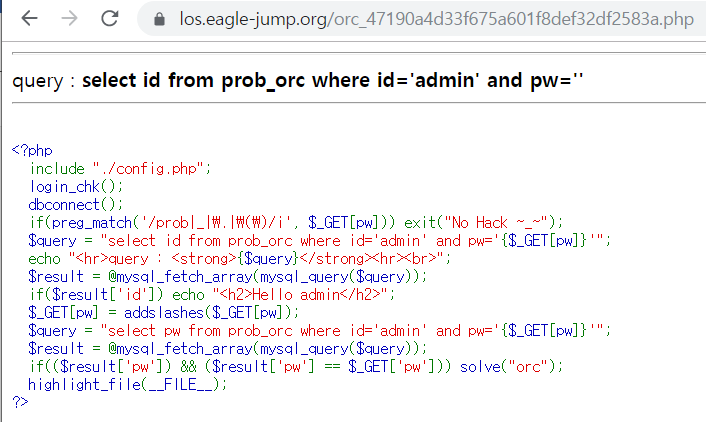 los.eagle-jump.org/orc_47190a4d33f675a601f8def32df2583a.php
query : select id from prob_orc where id='admin' and pw=''
<?php
include "./config.php";
login_chk();
dbconnect();
if(preg_match('/prob|_|₩.|₩(₩)/i', $_GET[pw])) exit("No Hack ~_~");
$query = "select id from prob_orc where id='admin' and pw='{$_GET[pw]}'";
echo "<hr>query : <strong>{$query}</strong><hr><br>";
$result = @mysql_fetch_array(mysql_query($query));
if($result['id']) echo "<h2>Hello admin</h2>";
$_GET[pw] = addslashes($_GET[pw]);
$query = "select pw from prob_orc where id='admin' and pw='{$_GET[pw]}'";
$result = @mysql_fetch_array(mysql_query($query));
if(($result['pw']) && ($result['pw'] == $_GET['pw'])) solve("orc");
highlight_file(__FILE__);
?>